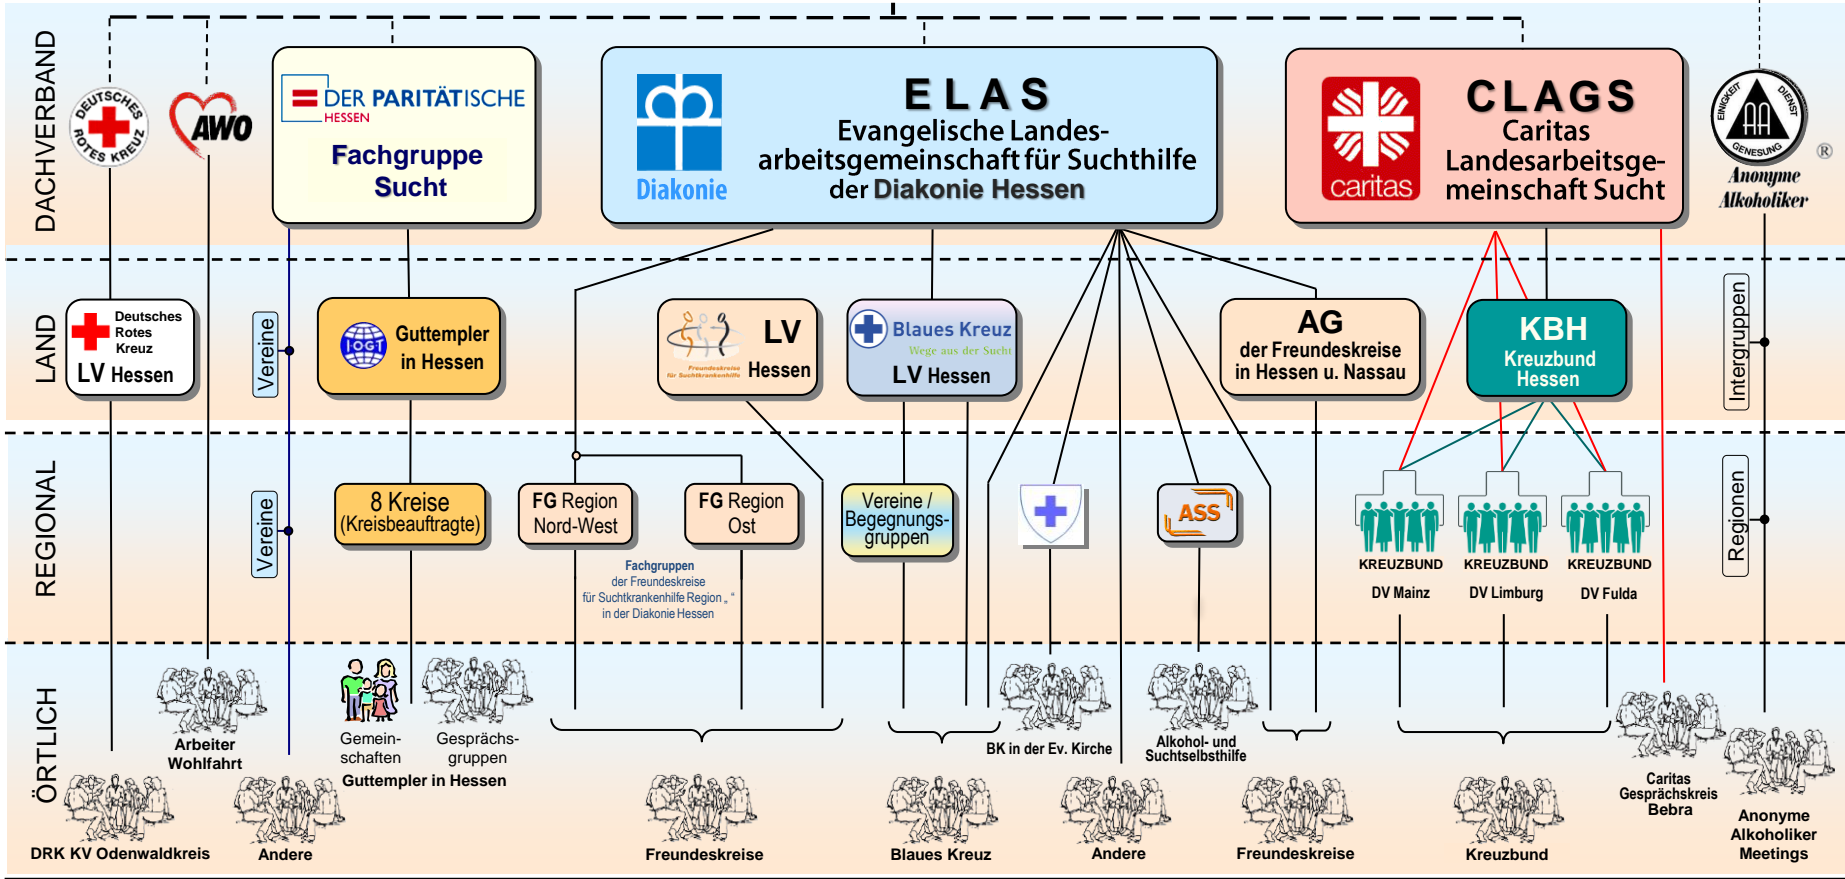 DACHVERBAND
DEUTSCHES
ROTES KREUZ
AWO
DER PARITÄTISCHE
HESSEN
Fachgruppe
Sucht
Diakonie
ELAS
Evangelische Landes-
arbeitsgemeinschaft für Suchthilfe
der Diakonie Hessen
caritas
CLAGS
Caritas
Landesarbeitsge-
meinschaft Sucht
EINIGKEIT
DIENST
GENESUNG
AA
®
Anonyme
Alkoholiker
LAND
Deutsches
Rotes
Kreuz
LV Hessen
Vereine
IOGT
Guttempler
in Hessen
Freundeskreise
für Suchtkrankenhilfe
LV
Hessen
Blaues Kreuz
Wege aus der Sucht
LV Hessen
AG
der Freundeskreise
in Hessen u. Nassau
KBH
Kreuzbund
Hessen
Intergruppen
REGIONAL
Vereine
8 Kreise
(Kreisbeauftragte)
FG Region
Nord-West
FG Region
Ost
Fachgruppen
der Freundeskreise
für Suchtkrankenhilfe Region „ “
in der Diakonie Hessen
Vereine /
Begegnungs-
gruppen
ASS
KREUZBUND
DV Mainz
KREUZBUND
DV Limburg
KREUZBUND
DV Fulda
Regionen
ÖRTLICH
DRK KV Odenwaldkreis
Arbeiter
Wohlfahrt
Andere
Gemein-
schaften
Gesprächs-
gruppen
Guttempler in Hessen
Freundeskreise
Blaues Kreuz
BK in der Ev. Kirche
Andere
Alkohol- und
Suchtselbsthilfe
Freundeskreise
Kreuzbund
Caritas
Gesprächskreis
Bebra
Anonyme
Alkoholiker
Meetings